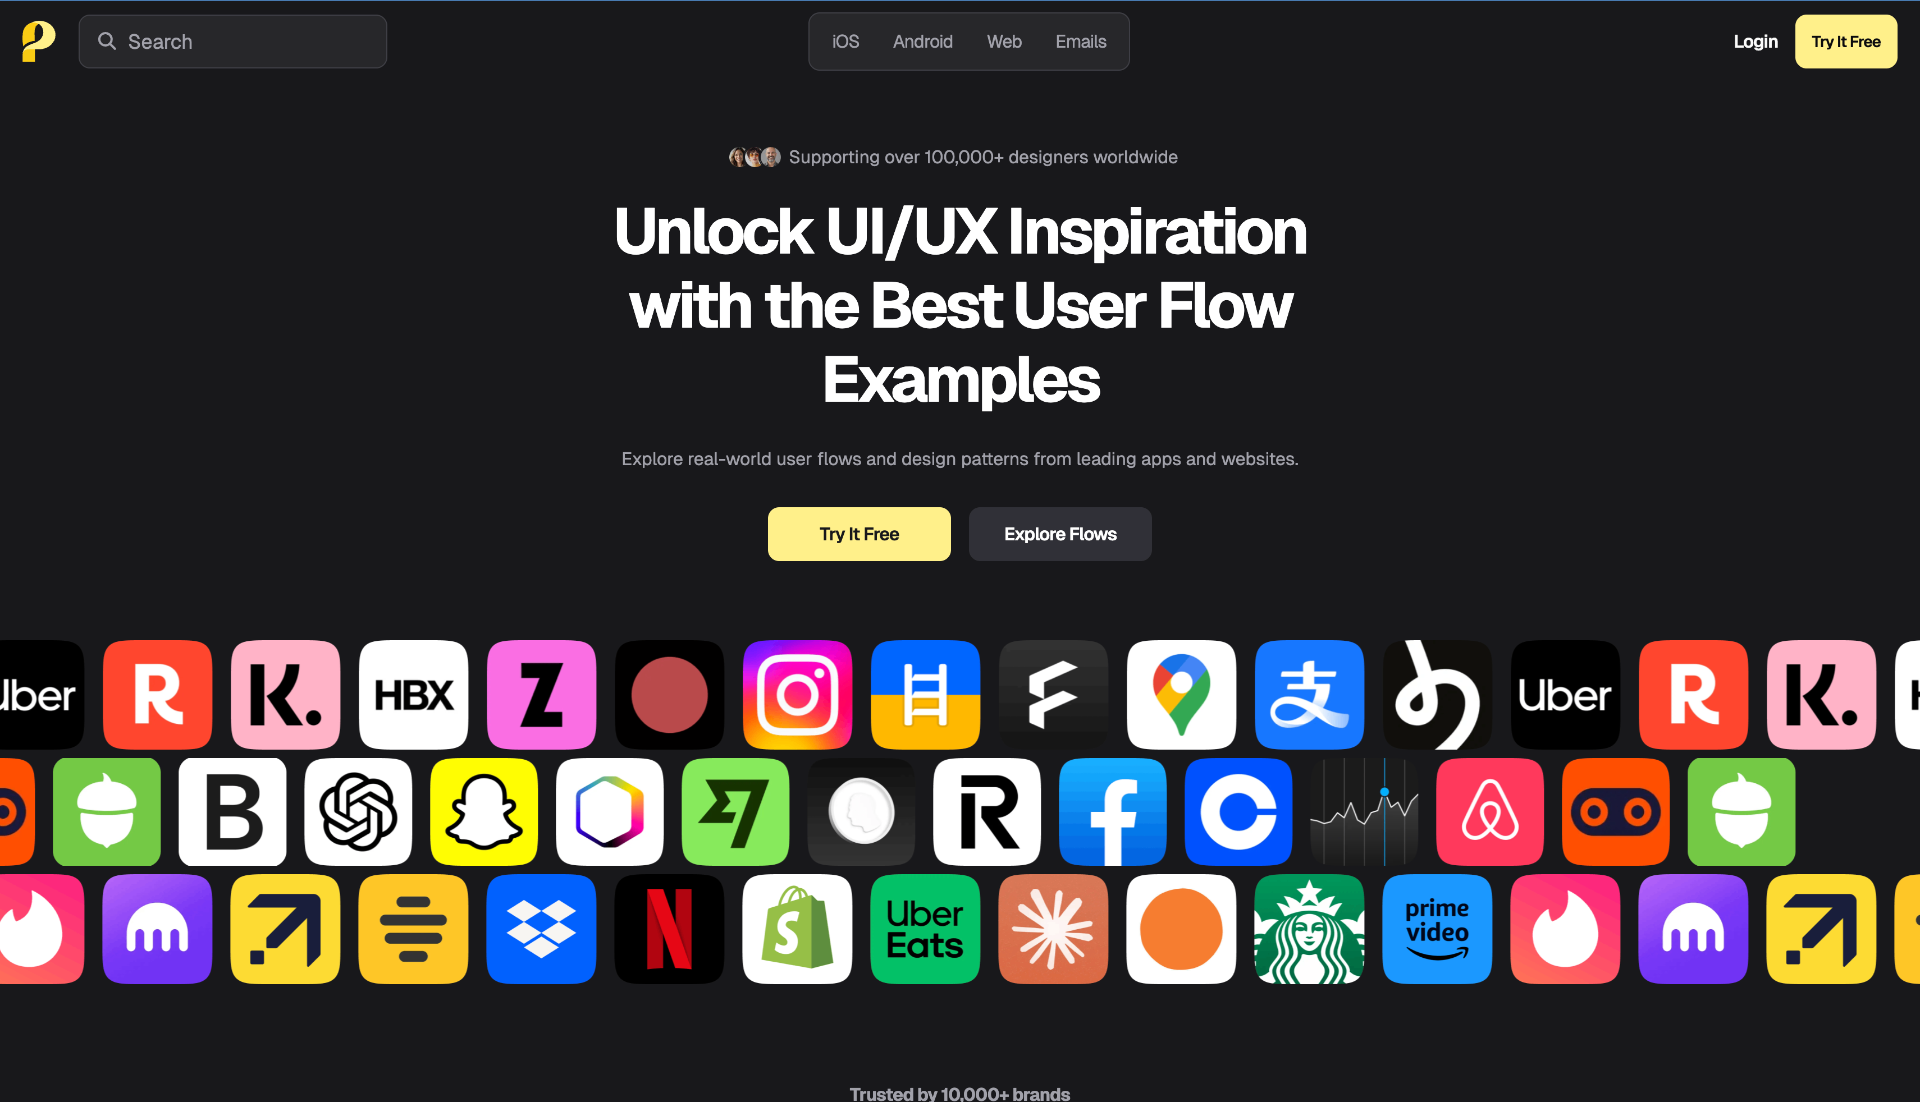 Search
iOS Android Web Emails
Login
Try It Free
Supporting over 100,000+ designers worldwide
Unlock UI/UX Inspiration
with the Best User Flow
Examples
Explore real-world user flows and design patterns from leading apps and websites.
Try It Free
Explore Flows
Uber
R
K.
HBX
Z
支
Uber
R
K.
B
R
prime
video
Uber
Eats
Trusted by 10,000+ brands